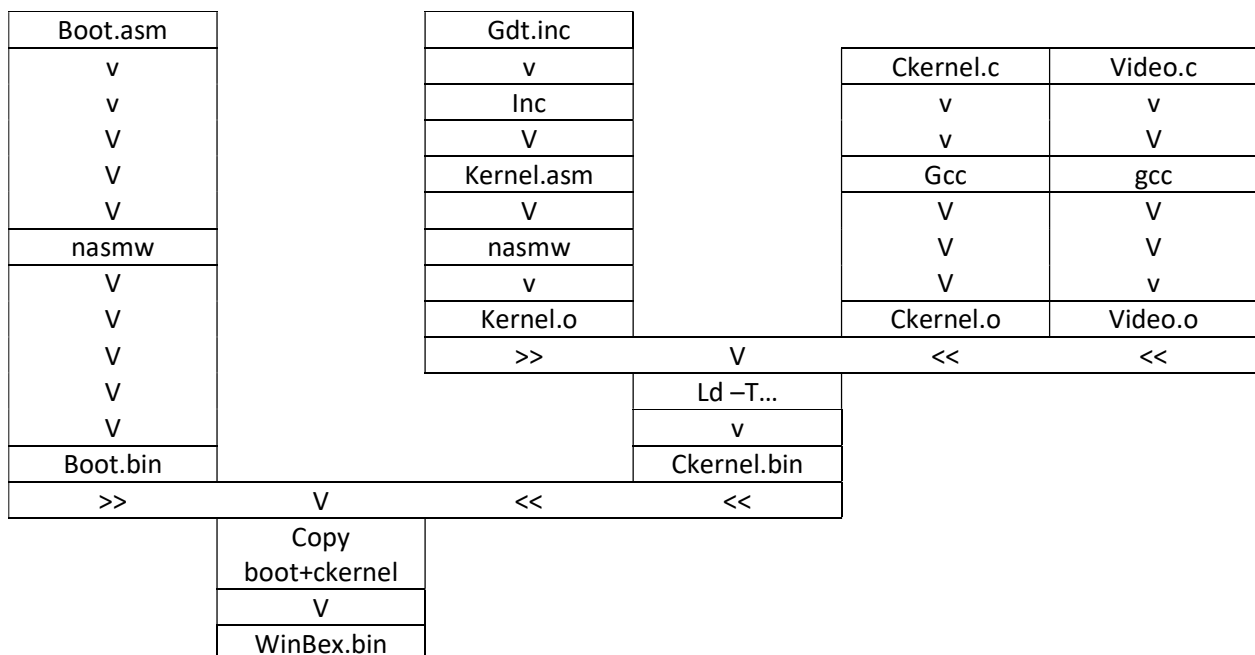 Boot.asm Gdt.inc
v v Ckernel.c Video.c
v Inc v v
V V v V
V Kernel.asm Gcc gcc
V V V V
nasmw nasmw V V
V v V v
V Kernel.o Ckernel.o Video.o
V >> V << <<
V Ld –T...
V v
Boot.bin Ckernel.bin
>> V << <<
Copy
boot+ckernel
V
WinBex.bin